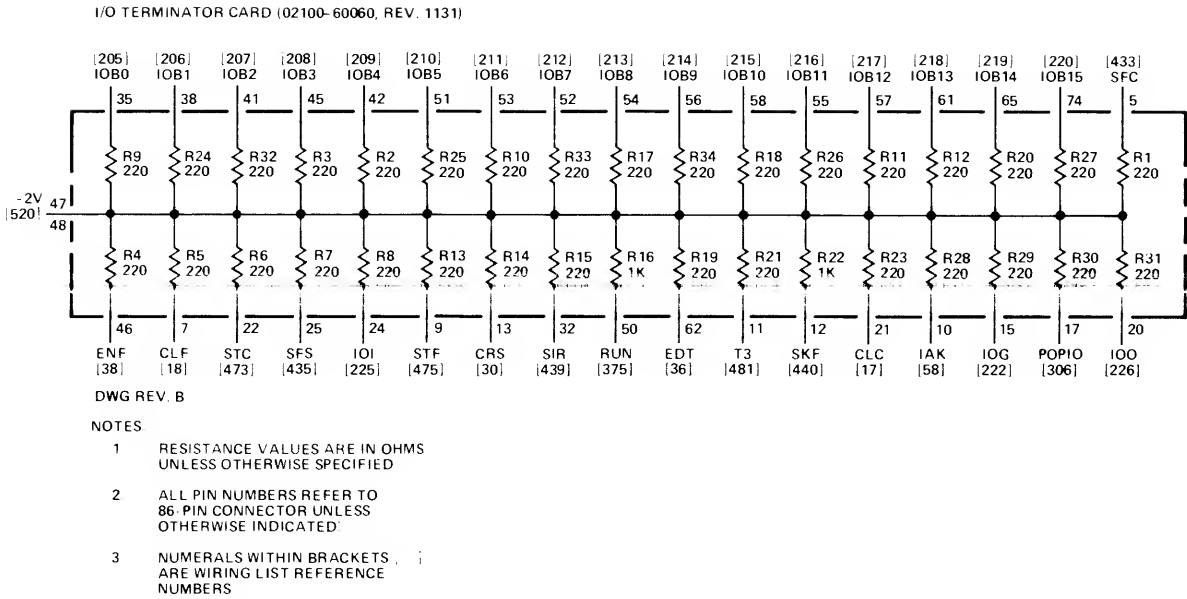 I/O TERMINATOR CARD (02100-60060, REV. 1131)
[205] [206] [207] [208] [209] [210] [211] [212] [213] [214] [215] [216] [217] [218] [219] [220] [433]
IOB0 IOB1 IOB2 IOB3 IOB4 IOB5 IOB6 IOB7 IOB8 IOB9 IOB10 IOB11 IOB12 IOB13 IOB14 IOB15 SFC
35 38 41 45 42 51 53 52 54 56 58 55 57 61 65 74 5
R9 R24 R32 R3 R2 R25 R10 R33 R17 R34 R18 R26 R11 R12 R20 R27 R1
220 220 220 220 220 220 220 220 220 220 220 220 220 220 220 220 220
-2V 47
[520] 48
R4 R5 R6 R7 R8 R13 R14 R15 R16 R19 R21 R22 R23 R28 R29 R30 R31
220 220 220 220 220 220 220 220 1K 220 220 1K 220 220 220 220 220
46 7 22 25 24 9 13 32 50 62 11 12 21 10 15 17 20
ENF CLF STC SFS IOI STF CRS SIR RUN EDT T3 SKF CLC IAK IOG POPIO IOO
[38] [18] [473] [435] [225] [475] [30] [439] [375] [36] [481] [440] [17] [58] [222] [306] [226]
DWG REV. B
NOTES
1 RESISTANCE VALUES ARE IN OHMS
UNLESS OTHERWISE SPECIFIED
2 ALL PIN NUMBERS REFER TO
86-PIN CONNECTOR UNLESS
OTHERWISE INDICATED.
3 NUMERALS WITHIN BRACKETS
ARE WIRING LIST REFERENCE
NUMBERS